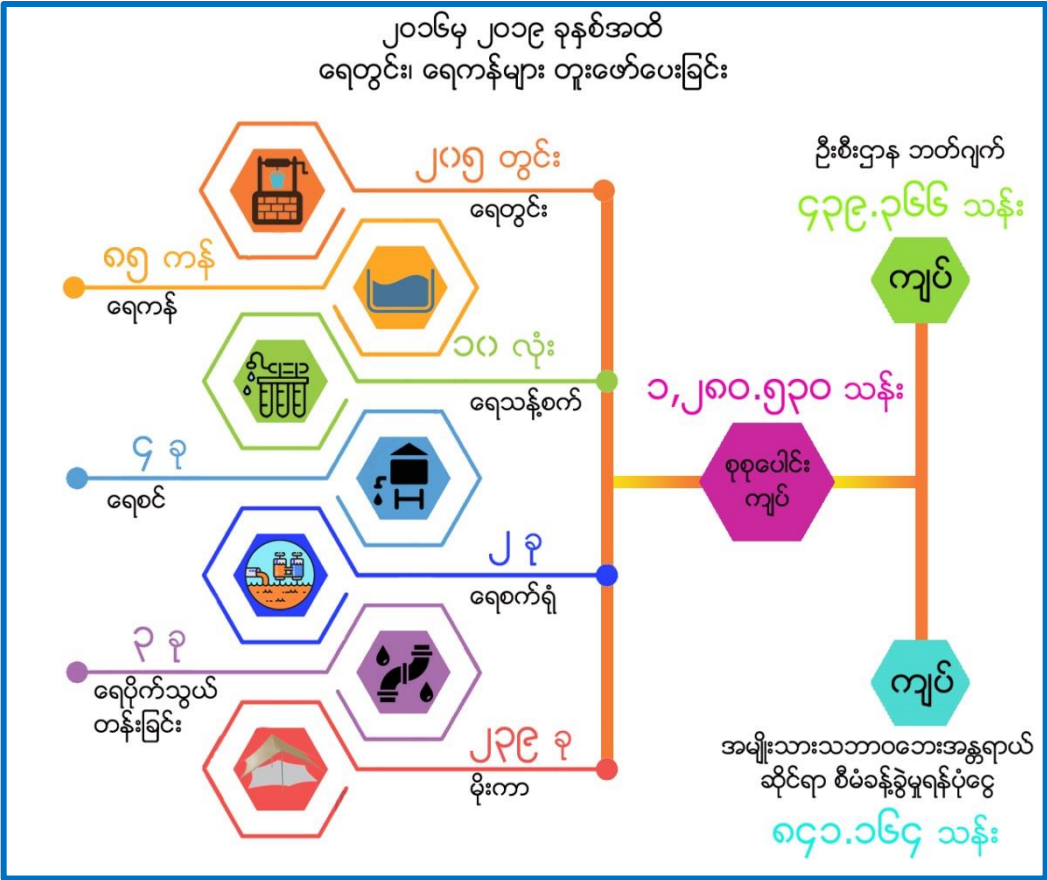 ၂၀၁၆မှ ၂၀၁၉ ခုနှစ်အထိ
ရေတွင်း၊ ရေကန်များ တူးဖော်ပေးခြင်း
၂၀၅ တွင်း
ရေတွင်း
၈၅ ကန်
ရေကန်
၁၀ လုံး
ရေသန့်စက်
၄ ခု
ရေစင်
၂ ခု
ရေစက်ရုံ
၃ ခု
ရေပိုက်သွယ်
တန်းခြင်း
၂၃၉ ခု
မိုးကာ
၁,၂၈၀.၅၃၀ သန်း
စုစုပေါင်း
ကျပ်
ဦးစီးဌာန ဘတ်ဂျက်
၄၃၉.၃၆၆ သန်း
ကျပ်
ကျပ်
အမျိုးသားသဘာဝဘေးအန္တရာယ်
ဆိုင်ရာ စီမံခန့်ခွဲမှုရန်ပုံငွေ
၈၄၁.၁၆၄ သန်း